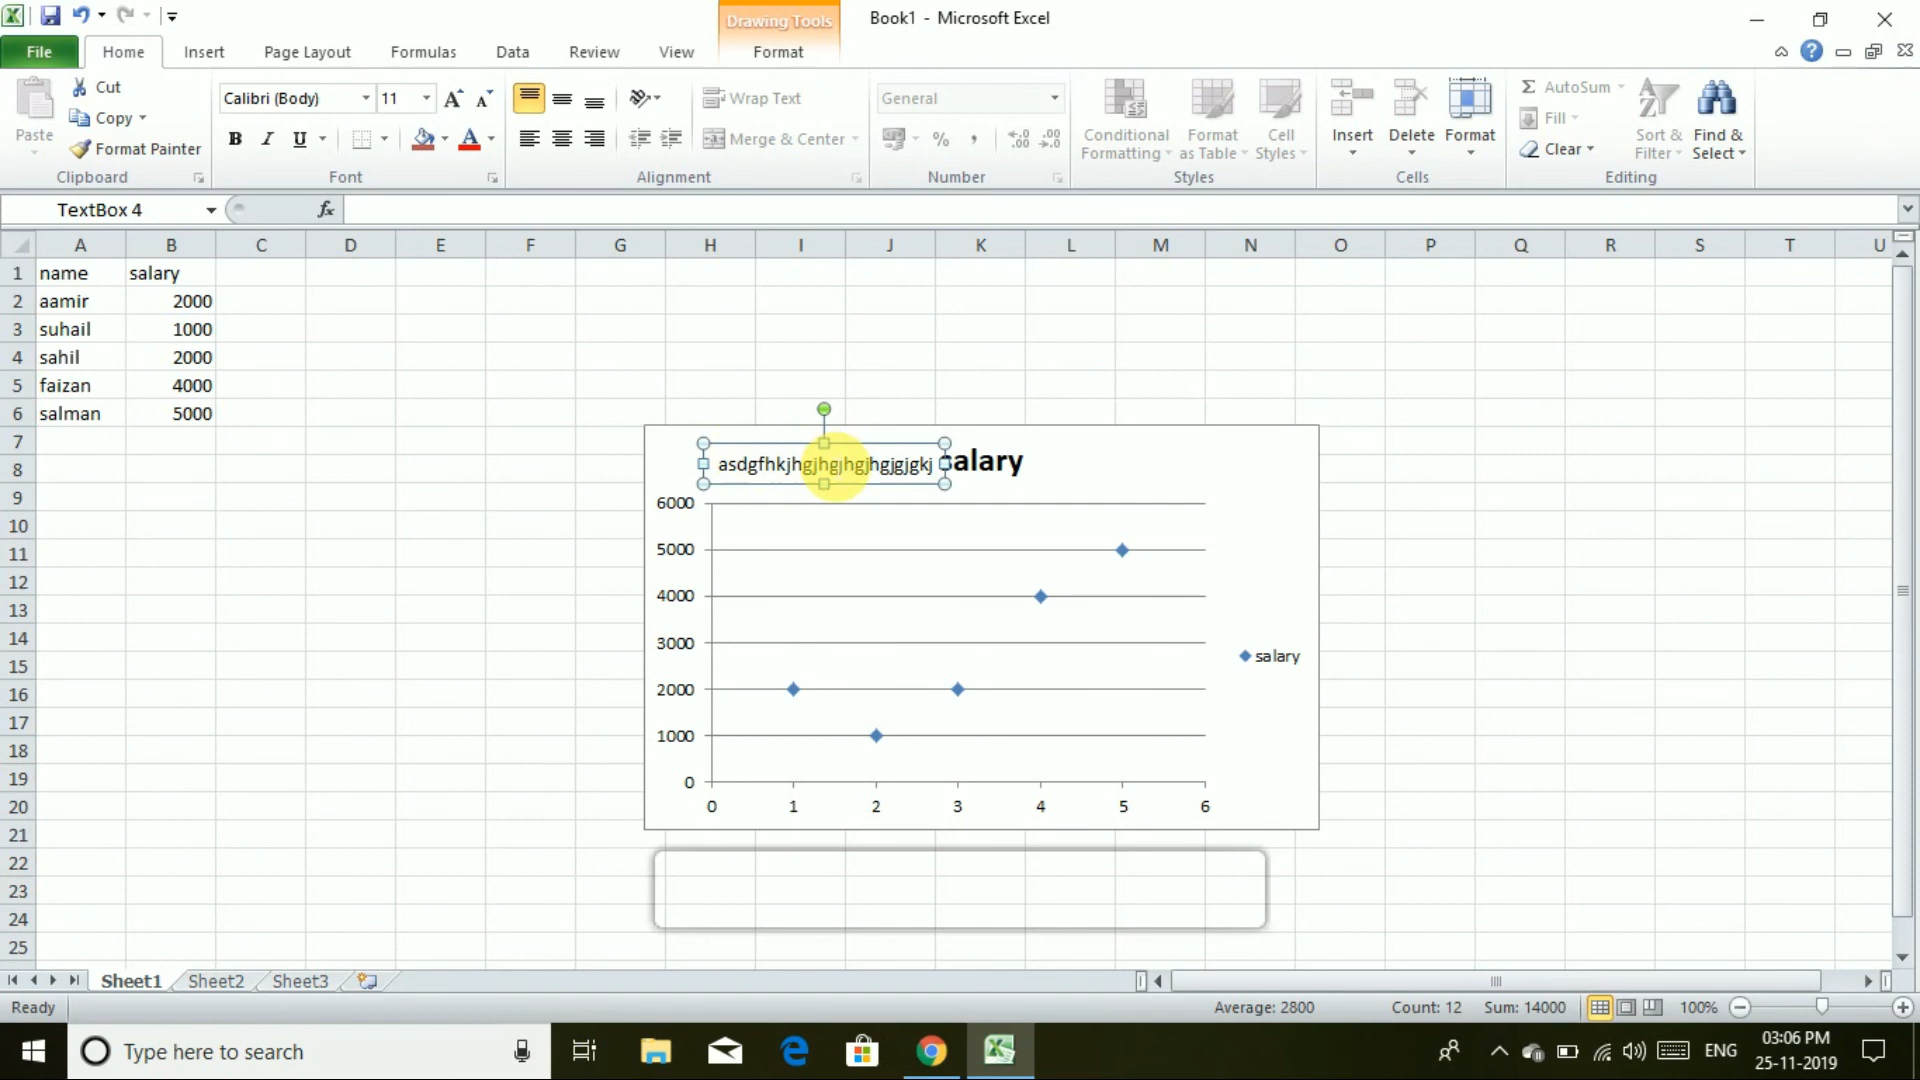 Drawing Tools
Book1 - Microsoft Excel
File Home Insert Page Layout Formulas Data Review View Format
Paste
Cut
Copy
Format Painter
Clipboard
Calibri (Body) 11
B I U
Font
Wrap Text
Merge & Center
Alignment
General
%
Number
Conditional Formatting
Format as Table
Cell Styles
Styles
Insert Delete Format
Cells
Σ AutoSum
Fill
Clear
Sort & Filter
Find & Select
Editing
TextBox 4
fx
A B C D E F G H I J K L M N O P Q R S T U
1 name salary
2 aamir 2000
3 suhail 1000
4 sahil 2000
5 faizan 4000
6 salman 5000
7
8
9
10
11
12
13
14
15
16
17
18
19
20
21
22
23
24
25
asdgfhkjhgjhgjhgjhgjgjgkj
salary
6000
5000
4000
3000
2000
1000
0
0 1 2 3 4 5 6
salary
Sheet1 Sheet2 Sheet3
Ready
Average: 2800 Count: 12 Sum: 14000 100%
Type here to search
ENG
03:06 PM
25-11-2019